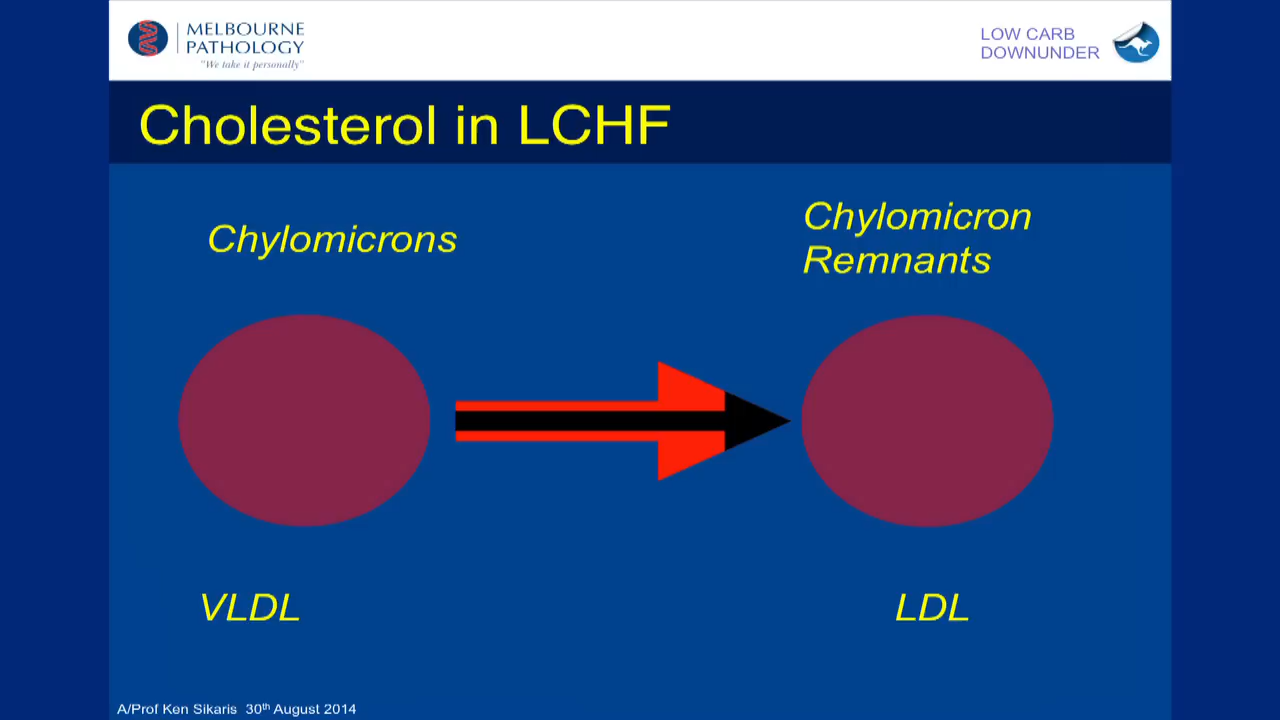 MELBOURNE
PATHOLOGY
"We take it personally"
LOW CARB
DOWNUNDER
Cholesterol in LCHF
Chylomicrons
Chylomicron
Remnants
VLDL
LDL
A/Prof Ken Sikaris 30th August 2014